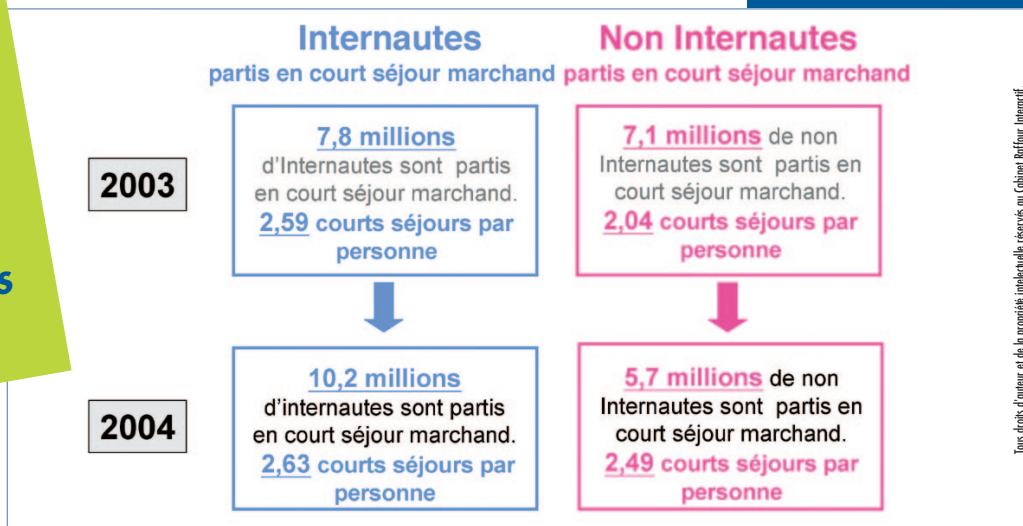 Internautes
partis en court séjour marchand
Non Internautes
partis en court séjour marchand
2003
7,8 millions
d'Internautes sont partis
en court séjour marchand.
2,59 courts séjours par
personne
7,1 millions de non
Internautes sont partis en
court séjour marchand.
2,04 courts séjours par
personne
2004
10,2 millions
d'internautes sont partis
en court séjour marchand.
2,63 courts séjours par
personne
5,7 millions de non
Internautes sont partis en
court séjour marchand.
2,49 courts séjours par
personne
s
Tous droits d'auteur et de la propriété intelectuelle réservés au Cabinet Raffour Interactif